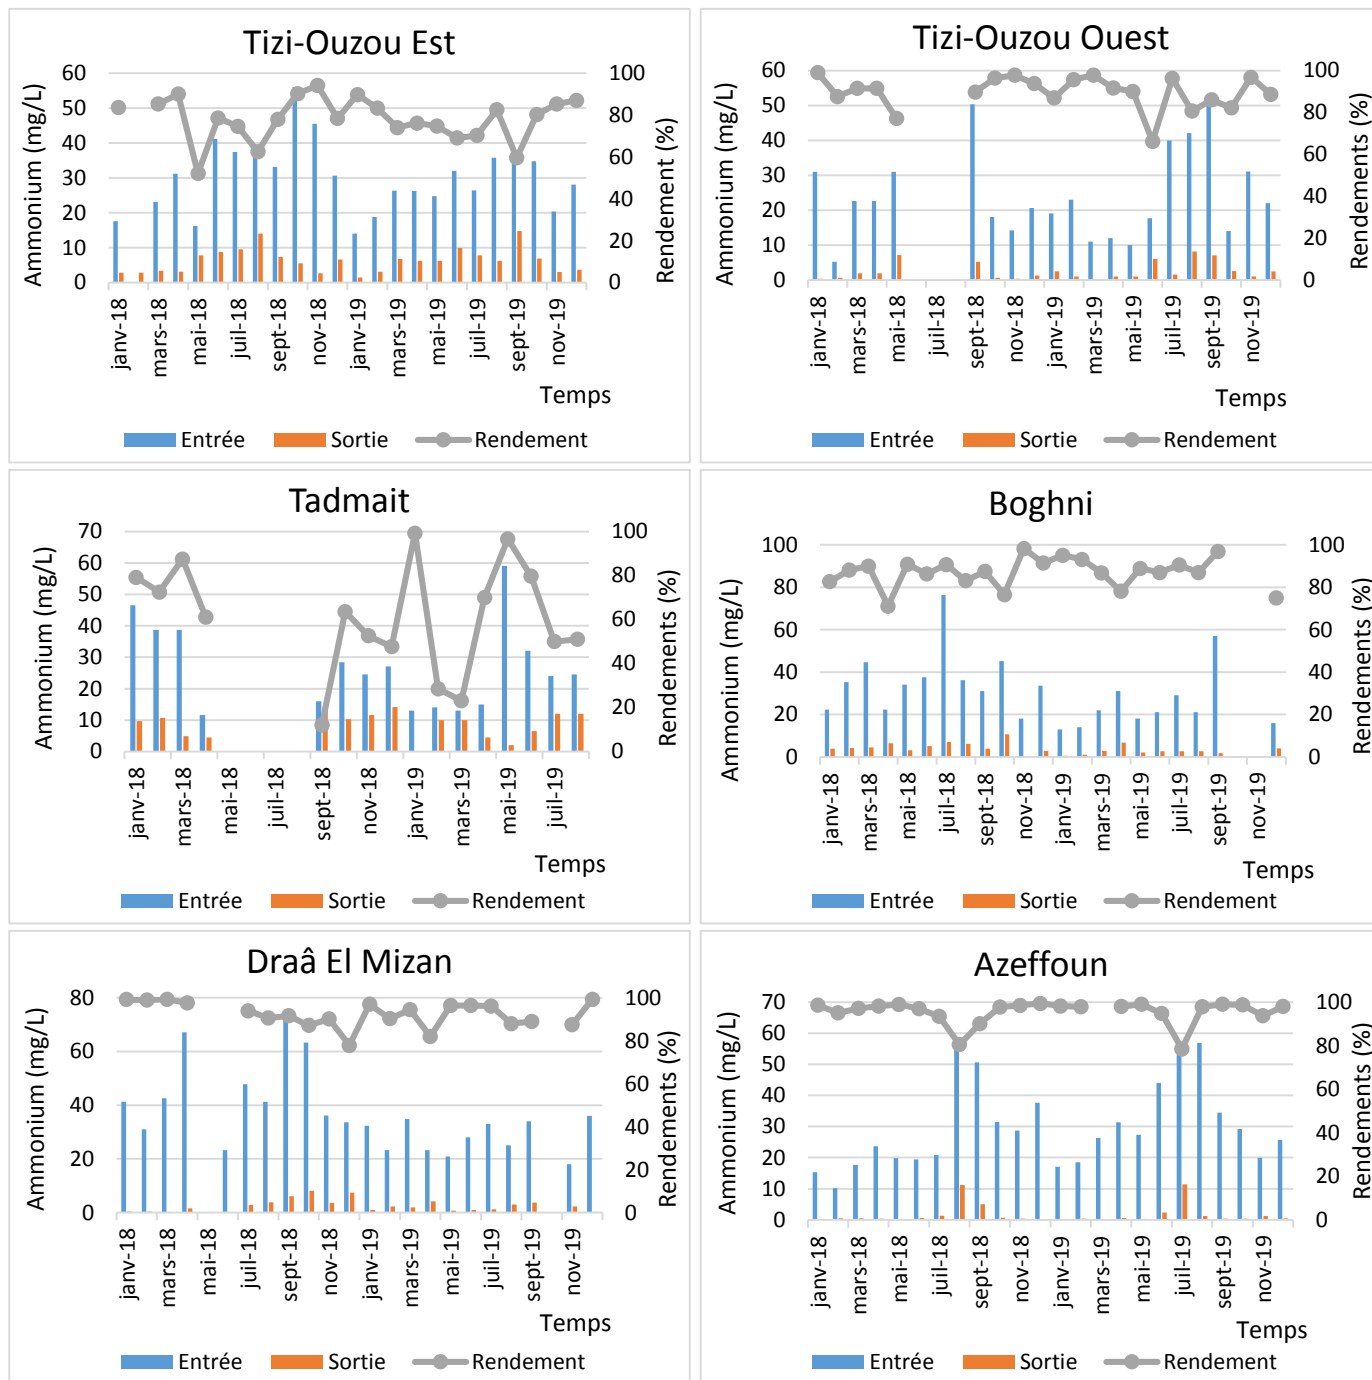 Tizi-Ouzou Est
Ammonium (mg/L)
60
50
40
30
20
10
0
100
80
60
40
20
0
Rendement (%)
janv-18
mars-18
mai-18
juil-18
sept-18
nov-18
janv-19
mars-19
mai-19
juil-19
sept-19
nov-19
Temps
Entrée Sortie Rendement
Tizi-Ouzou Ouest
Ammonium (mg/L)
60
50
40
30
20
10
0
100
80
60
40
20
0
Rendements (%)
janv-18
mars-18
mai-18
juil-18
sept-18
nov-18
janv-19
mars-19
mai-19
juil-19
sept-19
nov-19
Temps
Entrée Sortie Rendement
Tadmait
Ammonium (mg/L)
70
60
50
40
30
20
10
0
100
80
60
40
20
0
Rendements (%)
janv-18
mars-18
mai-18
juil-18
sept-18
nov-18
janv-19
mars-19
mai-19
juil-19
Temps
Entrée Sortie Rendement
Boghni
Ammonium (mg/L)
100
80
60
40
20
0
100
80
60
40
20
0
Rendements (%)
janv-18
mars-18
mai-18
juil-18
sept-18
nov-18
janv-19
mars-19
mai-19
juil-19
sept-19
nov-19
Temps
Entrée Sortie Rendement
Draâ El Mizan
Ammonium (mg/L)
80
60
40
20
0
100
80
60
40
20
0
Rendements (%)
janv-18
mars-18
mai-18
juil-18
sept-18
nov-18
janv-19
mars-19
mai-19
juil-19
sept-19
nov-19
Temps
Entrée Sortie Rendement
Azeffoun
Ammonium (mg/L)
70
60
50
40
30
20
10
0
100
80
60
40
20
0
Rendements (%)
janv-18
mars-18
mai-18
juil-18
sept-18
nov-18
janv-19
mars-19
mai-19
juil-19
sept-19
nov-19
Temps
Entrée Sortie Rendement